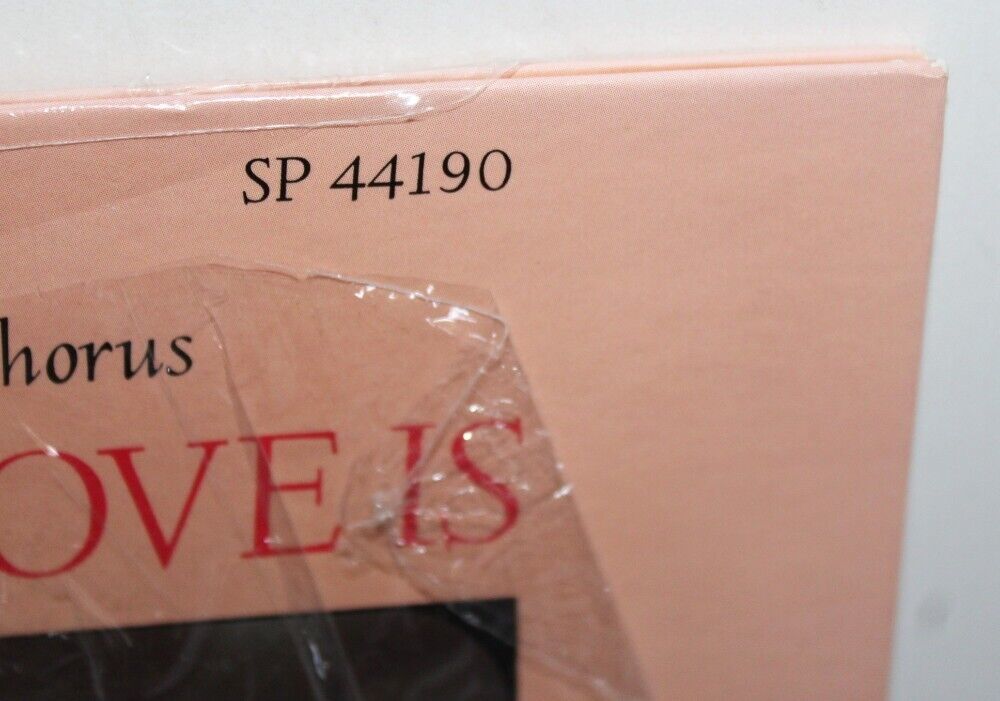 SP 44190
horus
OVE IS